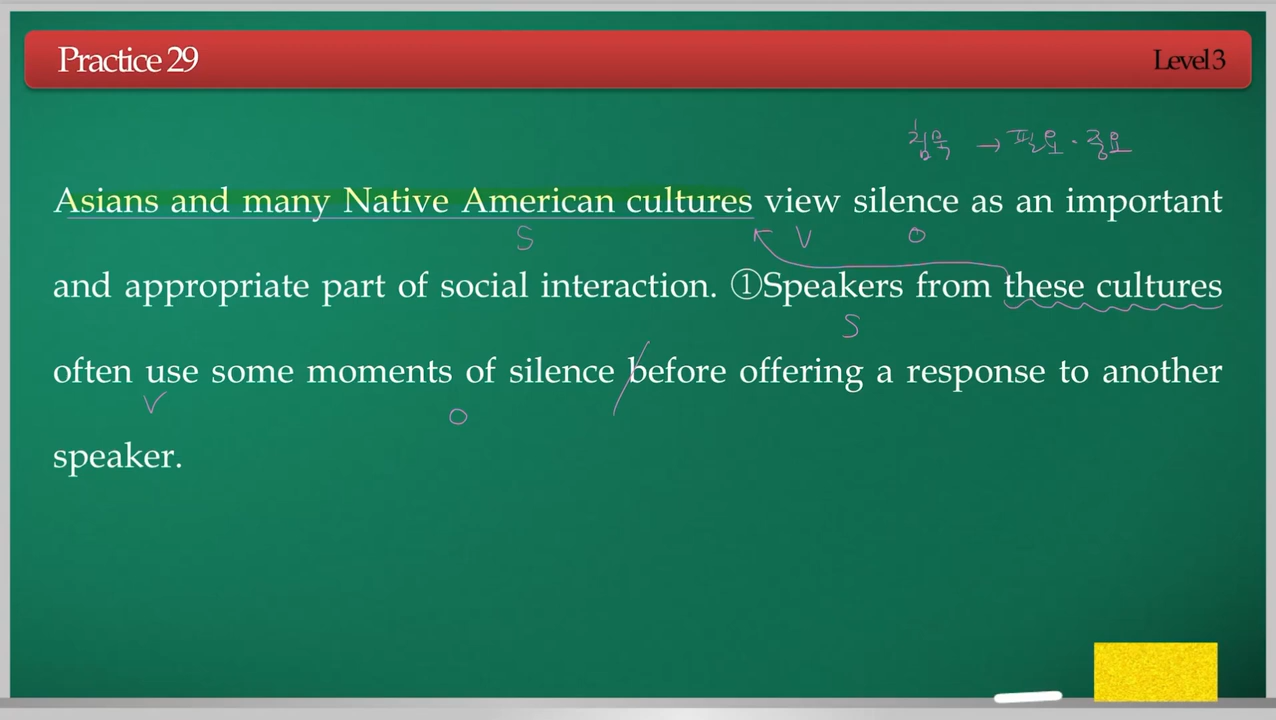 Practice 29
Level 3
침묵 → 필요 · 중요
Asians and many Native American cultures view silence as an important
S V O
and appropriate part of social interaction. ①Speakers from these cultures
S
often use some moments of silence before offering a response to another
V O
speaker.